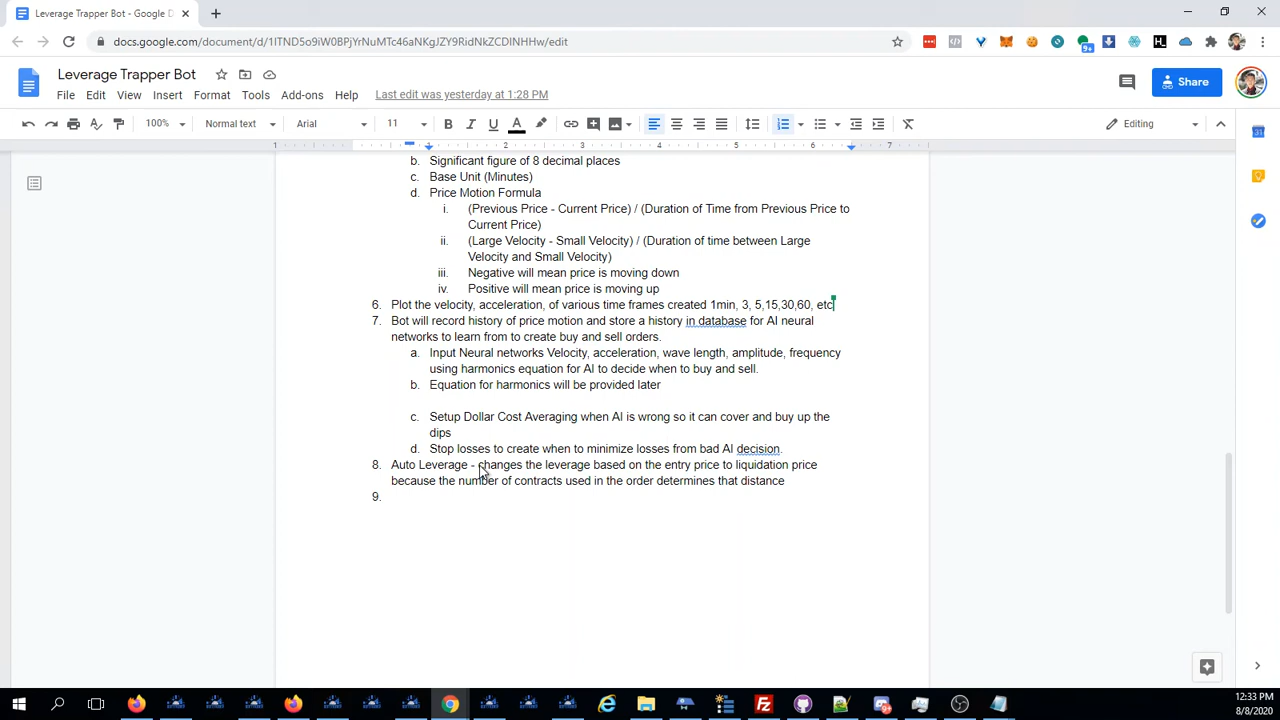 Leverage Trapper Bot - Google D
docs.google.com/document/d/1lTND5o9iW0BPjYrNuMTc46aNKgJZY9RidNkZCDlNHHw/edit
9+
Leverage Trapper Bot
File Edit View Insert Format Tools Add-ons Help Last edit was yesterday at 1:28 PM
Share
100% Normal text Arial 11 Editing
1 1 2 3 4 5 6 7
b. Significant figure of 8 decimal places
c. Base Unit (Minutes)
d. Price Motion Formula
i. (Previous Price - Current Price) / (Duration of Time from Previous Price to
Current Price)
ii. (Large Velocity - Small Velocity) / (Duration of time between Large
Velocity and Small Velocity)
iii. Negative will mean price is moving down
iv. Positive will mean price is moving up
6. Plot the velocity, acceleration, of various time frames created 1min, 3, 5,15,30,60, etc
7. Bot will record history of price motion and store a history in database for AI neural
networks to learn from to create buy and sell orders.
a. Input Neural networks Velocity, acceleration, wave length, amplitude, frequency
using harmonics equation for AI to decide when to buy and sell.
b. Equation for harmonics will be provided later
c. Setup Dollar Cost Averaging when AI is wrong so it can cover and buy up the
dips
d. Stop losses to create when to minimize losses from bad AI decision.
8. Auto Leverage - changes the leverage based on the entry price to liquidation price
because the number of contracts used in the order determines that distance
9.
12:33 PM
8/8/2020